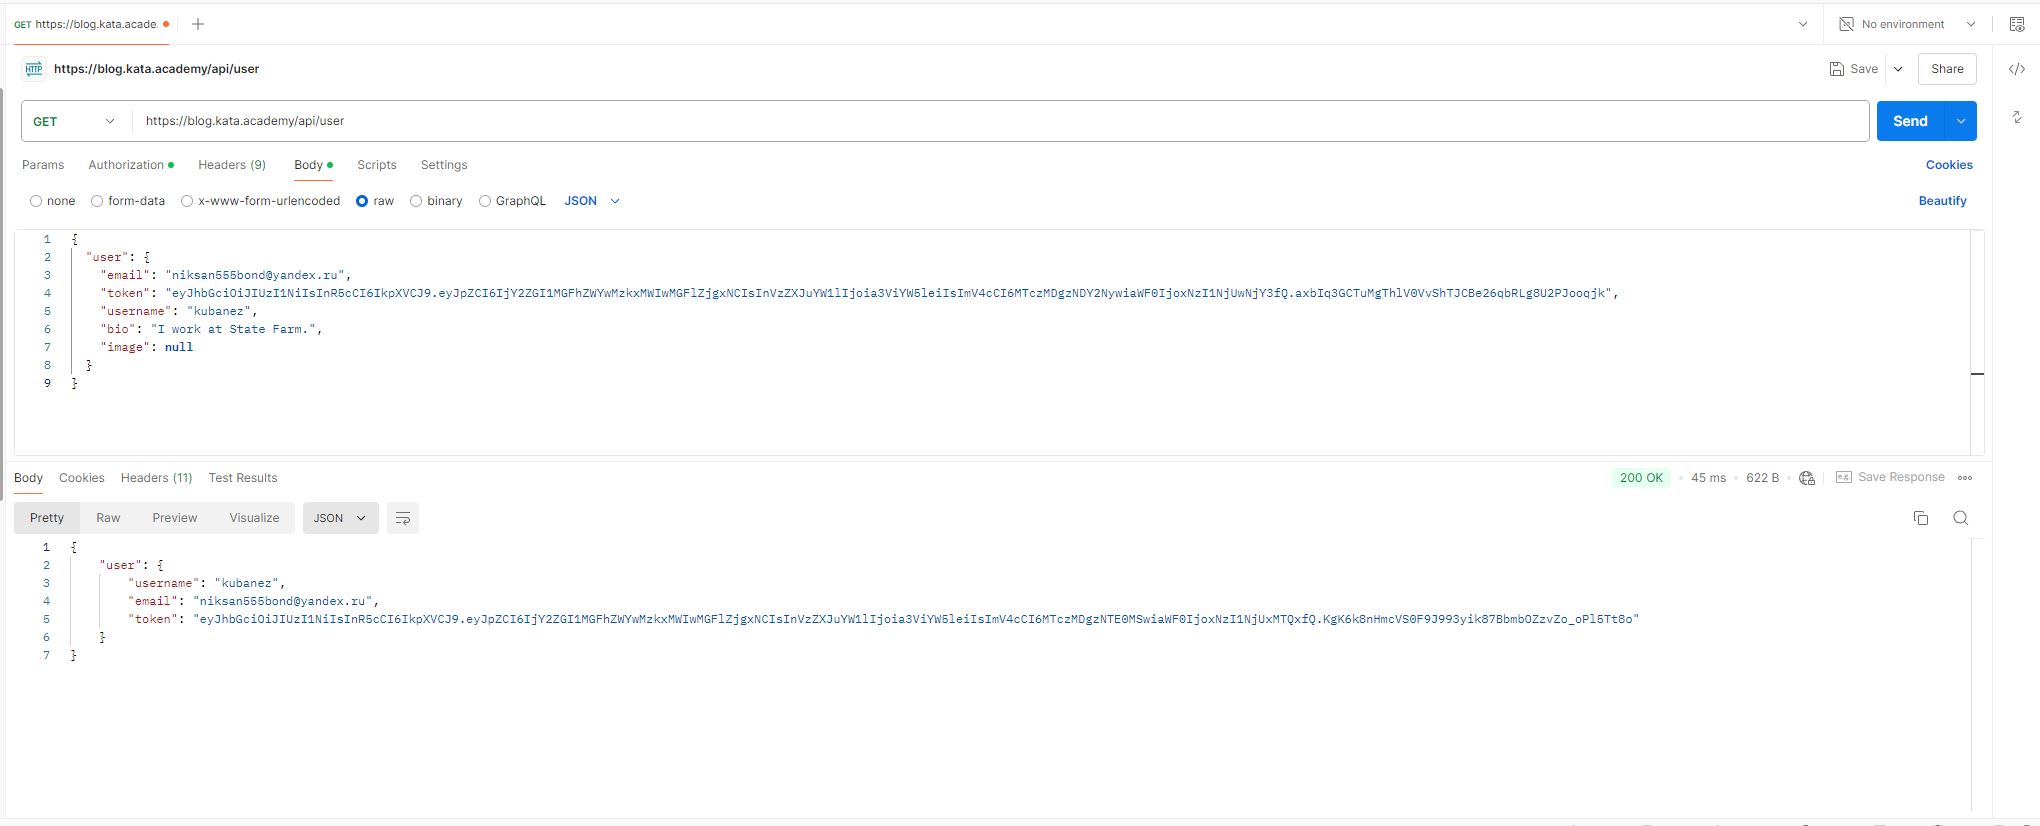 GET https://blog.kata.acade.
No environment
HTTP https://blog.kata.academy/api/user
Save
Share
GET https://blog.kata.academy/api/user
Send
Params Authorization Headers (9) Body Scripts Settings
Cookies
none form-data x-www-form-urlencoded raw binary GraphQL JSON
Beautify
1 {
2 "user": {
3 "email": "niksan555bond@yandex.ru",
4 "token": "eyJhbGciOiJIUzI1NiIsInR5cCI6IkpXVCJ9.eyJpZCI6IjY2ZGI1MGFhZWYwMzkxMWIwMGFlZjgxNCIsInVzZXJuYW1lIjoia3ViYW5leiIsImV4cCI6MTczMDgzNDY2NywiaWF0IjoxNzI1NjUwNjY3fQ.axbIq3GCTuMgThlV0VvShTJCBe26qbRLg8U2PJooqjk",
5 "username": "kubanez",
6 "bio": "I work at State Farm.",
7 "image": null
8 }
9 }
Body Cookies Headers (11) Test Results
200 OK 45 ms 622 B
e.g. Save Response
Pretty Raw Preview Visualize JSON
1 {
2 "user": {
3 "username": "kubanez",
4 "email": "niksan555bond@yandex.ru",
5 "token": "eyJhbGciOiJIUzI1NiIsInR5cCI6IkpXVCJ9.eyJpZCI6IjY2ZGI1MGFhZWYwMzkxMWIwMGFlZjgxNCIsInVzZXJuYW1lIjoia3ViYW5leiIsImV4cCI6MTczMDgzNTE0MSwiaWF0IjoxNzI1NjUxMTQxfQ.KgK6k8nHmcVS0F9J993yik87BbmbOZzvZo_oPl5Tt8o"
6 }
7 }